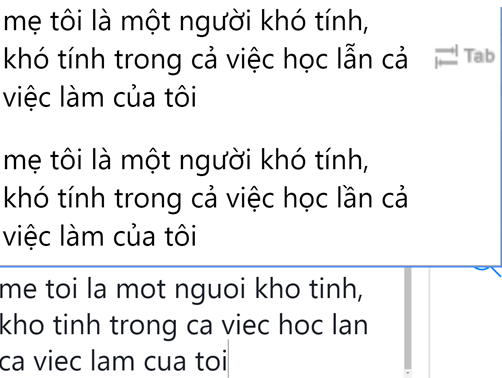 mẹ tôi là một người khó tính,
khó tính trong cả việc học lẫn cả
việc làm của tôi
Tab
mẹ tôi là một người khó tính,
khó tính trong cả việc học lần cả
việc làm của tôi
me toi la mot nguoi kho tinh,
kho tinh trong ca viec hoc lan
ca viec lam cua toi